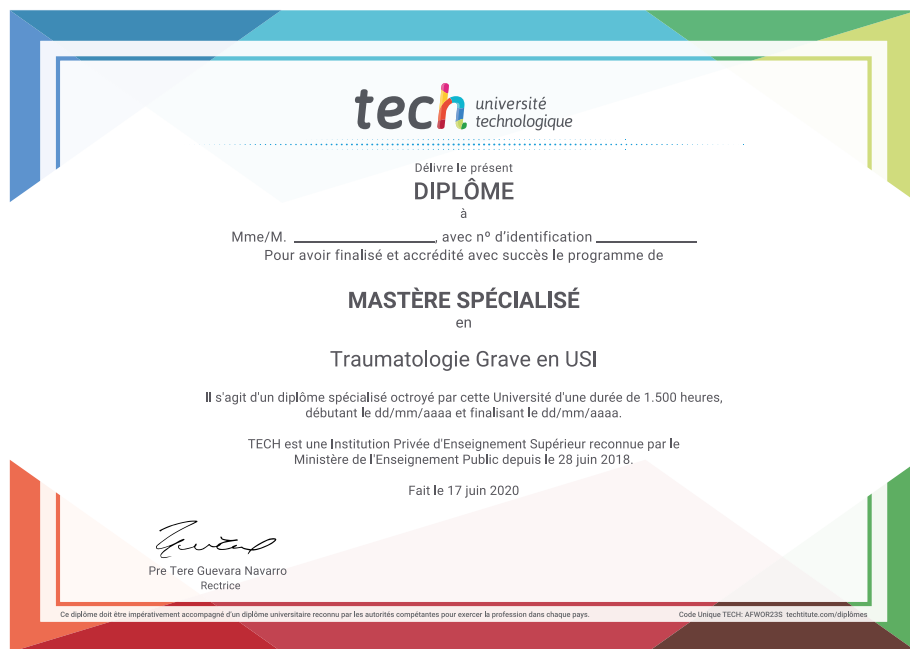 tech université
technologique
Délivre le présent
DIPLÔME
à
Mme/M. ____________, avec nº d'identification ____________
Pour avoir finalisé et accrédité avec succès le programme de
MASTÈRE SPÉCIALISÉ
en
Traumatologie Grave en USI
Il s'agit d'un diplôme spécialisé octroyé par cette Université d'une durée de 1.500 heures,
débutant le dd/mm/aaaa et finalisant le dd/mm/aaaa.
TECH est une Institution Privée d'Enseignement Supérieur reconnue par le
Ministère de l'Enseignement Public depuis le 28 juin 2018.
Fait le 17 juin 2020
Pre Tere Guevara Navarro
Rectrice
Ce diplôme doit être impérativement accompagné d'un diplôme universitaire reconnu par les autorités compétentes pour exercer la profession dans chaque pays.
Code Unique TECH: AFWOR23S techtitute.com/diplômes